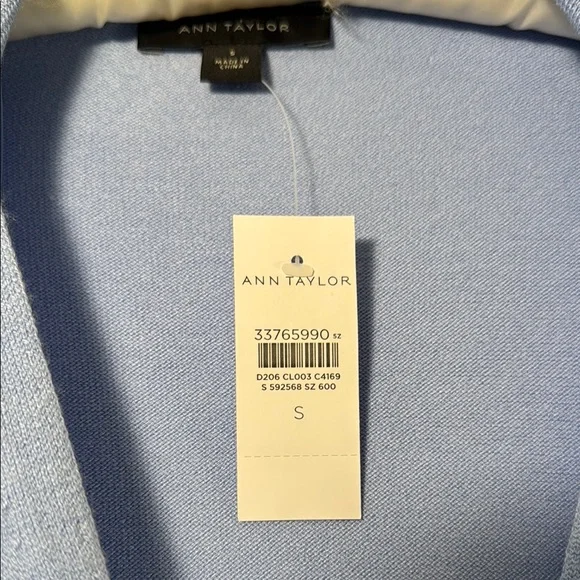 ANN TAYLOR
S
MADE IN
CHINA
ANN TAYLOR
33765990 SZ
D206 CL003 C4169
S 592568 SZ 600
S